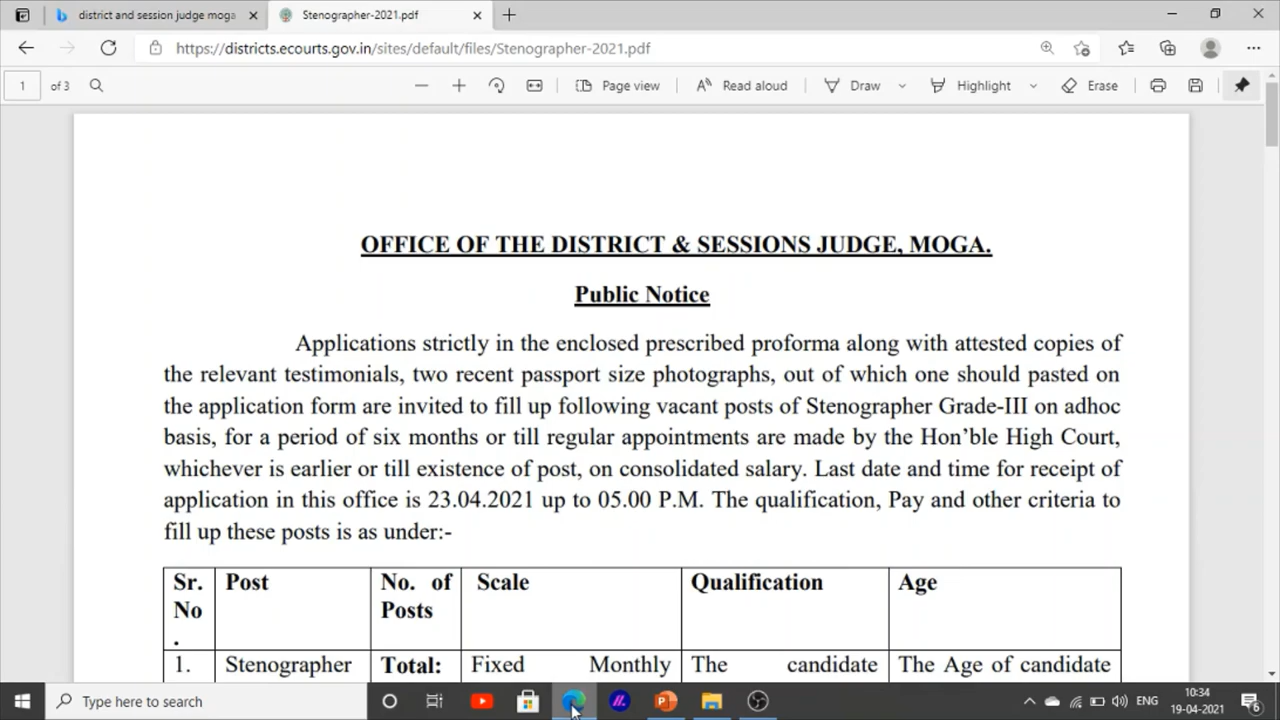 district and session judge moga
Stenographer-2021.pdf
https://districts.ecourts.gov.in/sites/default/files/Stenographer-2021.pdf
1 of 3
Page view
Read aloud
Draw
Highlight
Erase
OFFICE OF THE DISTRICT & SESSIONS JUDGE, MOGA.
Public Notice
Applications strictly in the enclosed prescribed proforma along with attested copies of
the relevant testimonials, two recent passport size photographs, out of which one should pasted on
the application form are invited to fill up following vacant posts of Stenographer Grade-III on adhoc
basis, for a period of six months or till regular appointments are made by the Hon'ble High Court,
whichever is earlier or till existence of post, on consolidated salary. Last date and time for receipt of
application in this office is 23.04.2021 up to 05.00 P.M. The qualification, Pay and other criteria to
fill up these posts is as under:-
Sr. Post No. of Scale Qualification Age
No Posts
.
1. Stenographer Total: Fixed Monthly The candidate The Age of candidate
Type here to search
ENG
10:34
19-04-2021
6